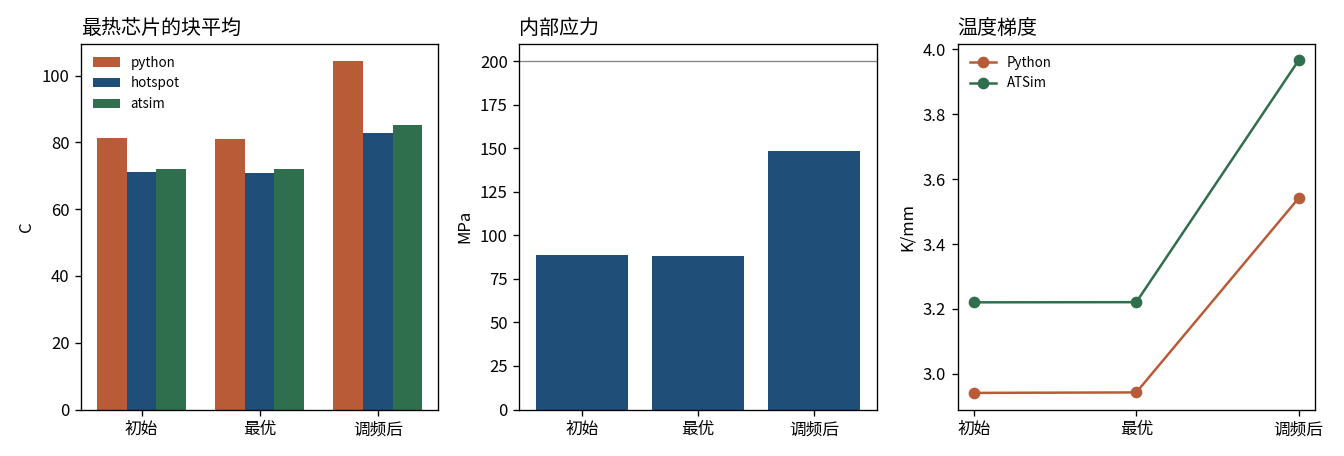 最热芯片的块平均
python
hotspot
atsim
C
100
80
60
40
20
0
初始
最优
调频后
内部应力
MPa
200
175
150
125
100
75
50
25
0
初始
最优
调频后
温度梯度
Python
ATSim
K/mm
4.0
3.8
3.6
3.4
3.2
3.0
初始
最优
调频后